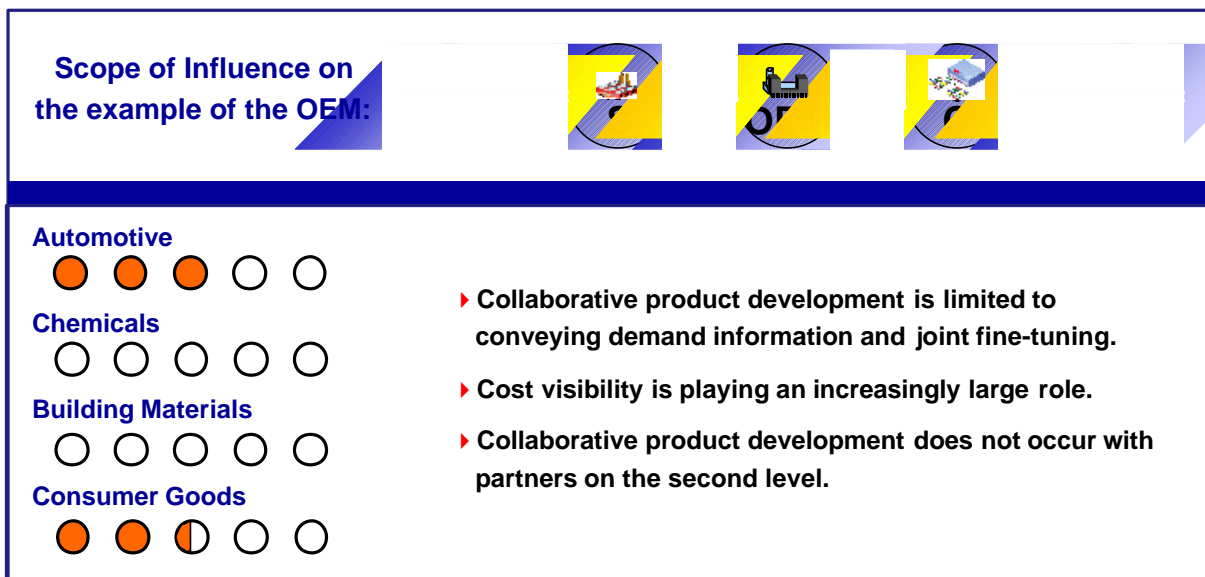 Scope of Influence on
the example of the OEM:
Automotive
Chemicals
Building Materials
Consumer Goods
Collaborative product development is limited to
conveying demand information and joint fine-tuning.
Cost visibility is playing an increasingly large role.
Collaborative product development does not occur with
partners on the second level.